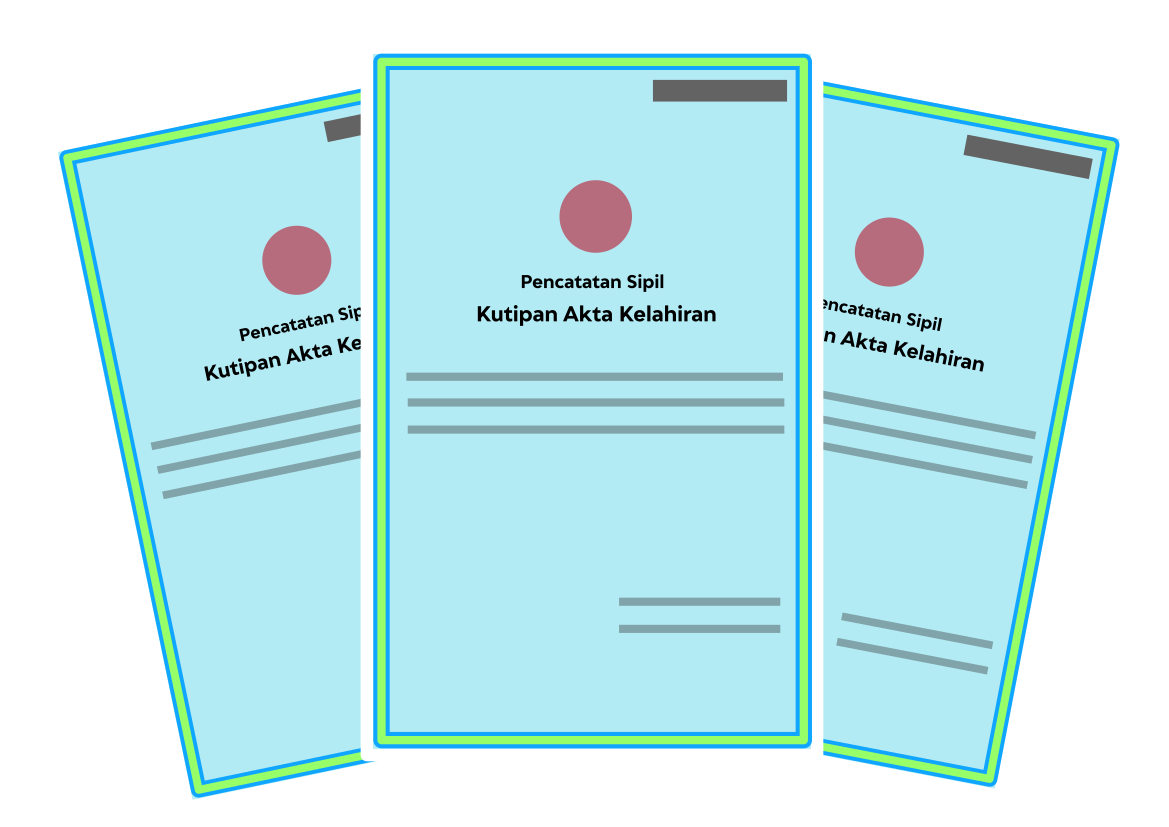 Pencatatan Sip
Kutipan Akta Ke
Pencatatan Sipil
Kutipan Akta Kelahiran
encatatan Sipil
n Akta Kelahiran